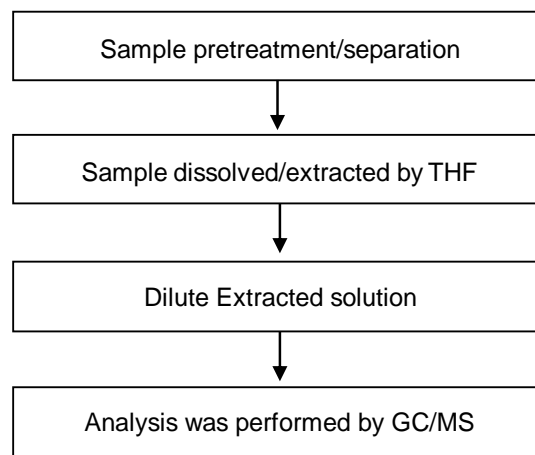 Sample pretreatment/separation
Sample dissolved/extracted by THF
Dilute Extracted solution
Analysis was performed by GC/MS